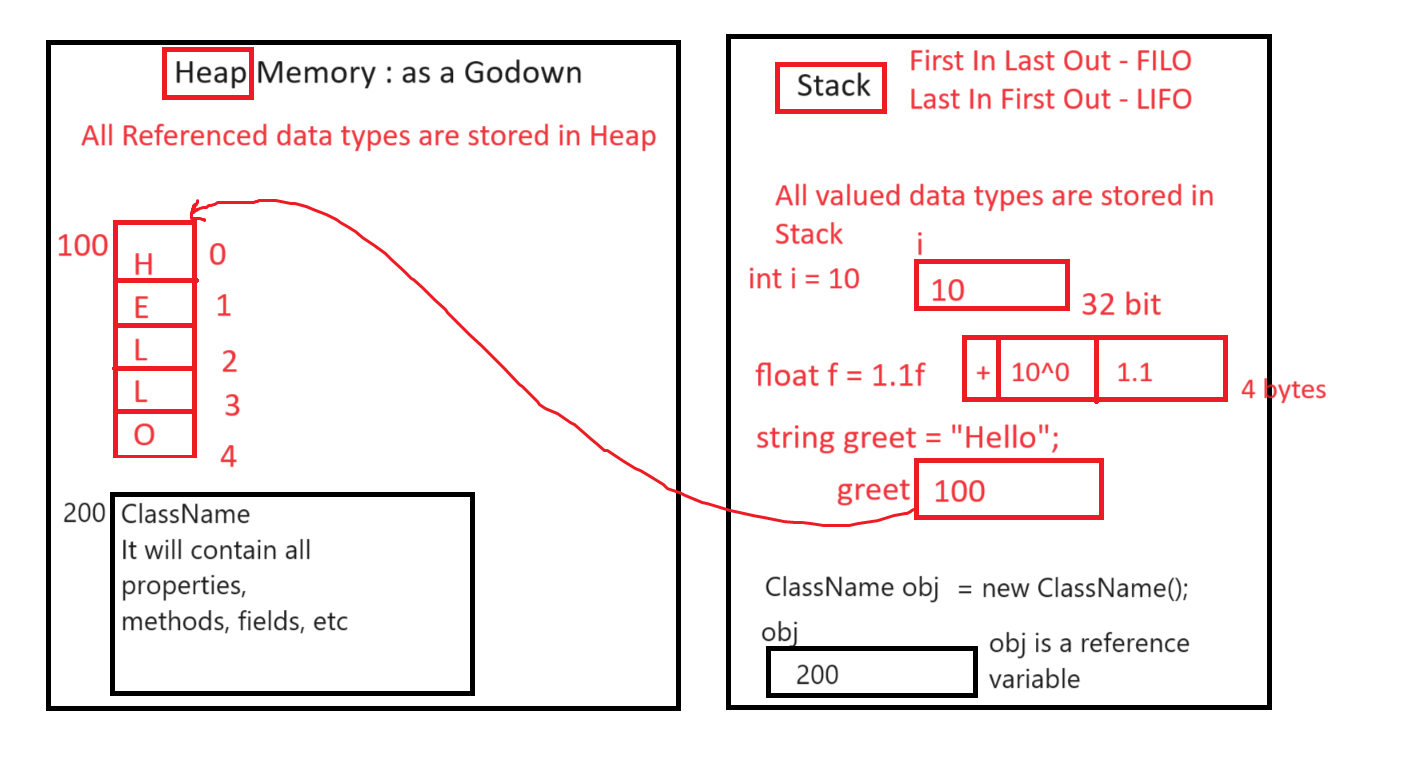 Heap Memory : as a Godown
All Referenced data types are stored in Heap
100
H
0
E
1
L
2
L
3
O
4
200
ClassName
It will contain all
properties,
methods, fields, etc
Stack
First In Last Out - FILO
Last In First Out - LIFO
All valued data types are stored in
Stack
i
int i = 10
10
32 bit
float f = 1.1f
+
10^0
1.1
4 bytes
string greet = "Hello";
greet
100
ClassName obj = new ClassName();
obj
200
obj is a reference
variable